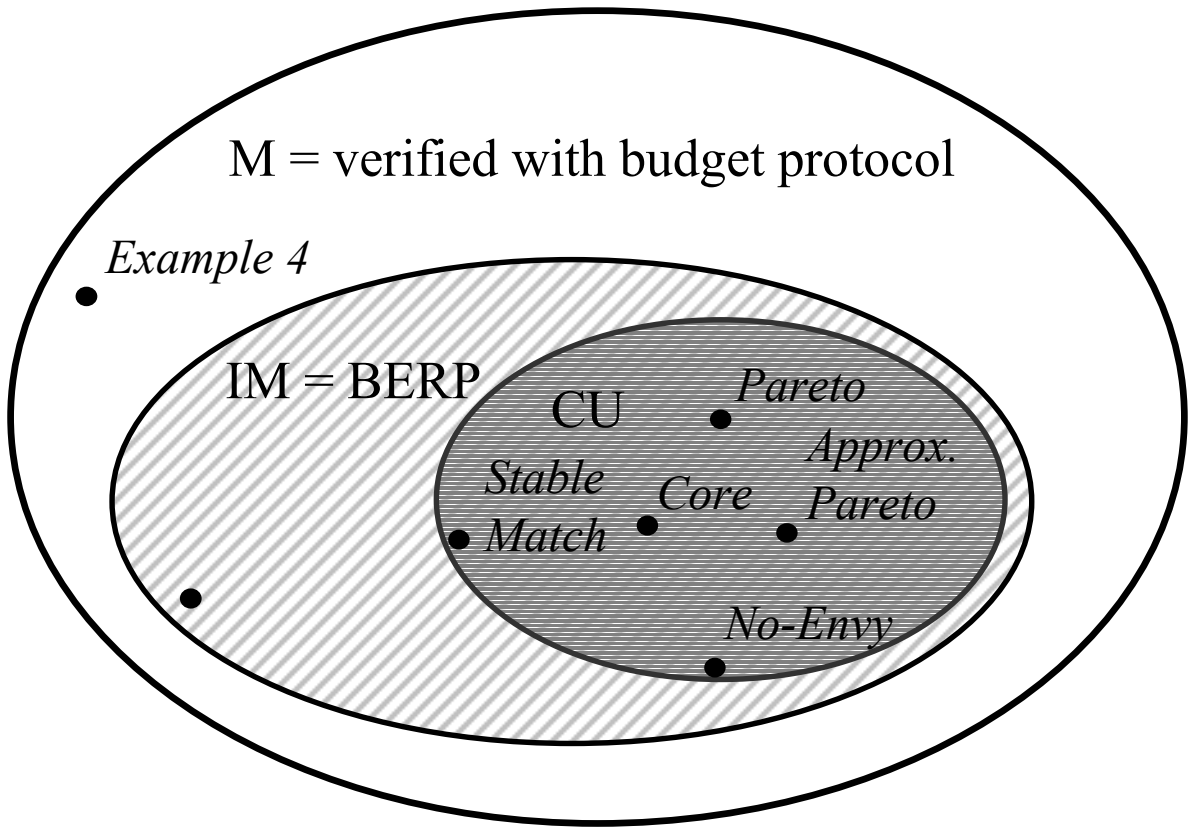 M = verified with budget protocol
Example 4
IM = BERP
CU
Pareto
Approx.
Pareto
Stable
Match
Core
No-Envy